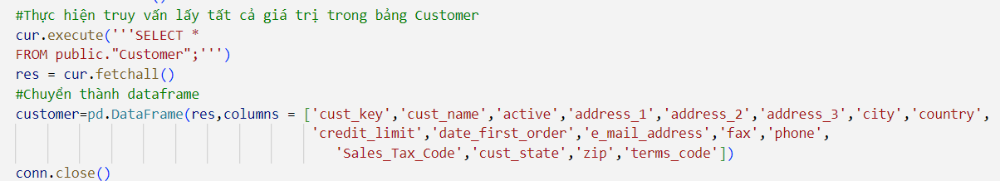 #Thực hiện truy vấn lấy tất cả giá trị trong bảng Customer
cur.execute('''SELECT *
FROM public."Customer";''')
res = cur.fetchall()
#Chuyển thành dataframe
customer=pd.DataFrame(res,columns = ['cust_key','cust_name','active','address_1','address_2','address_3','city','country',
'credit_limit','date_first_order','e_mail_address','fax','phone',
'Sales_Tax_Code','cust_state','zip','terms_code'])
conn.close()